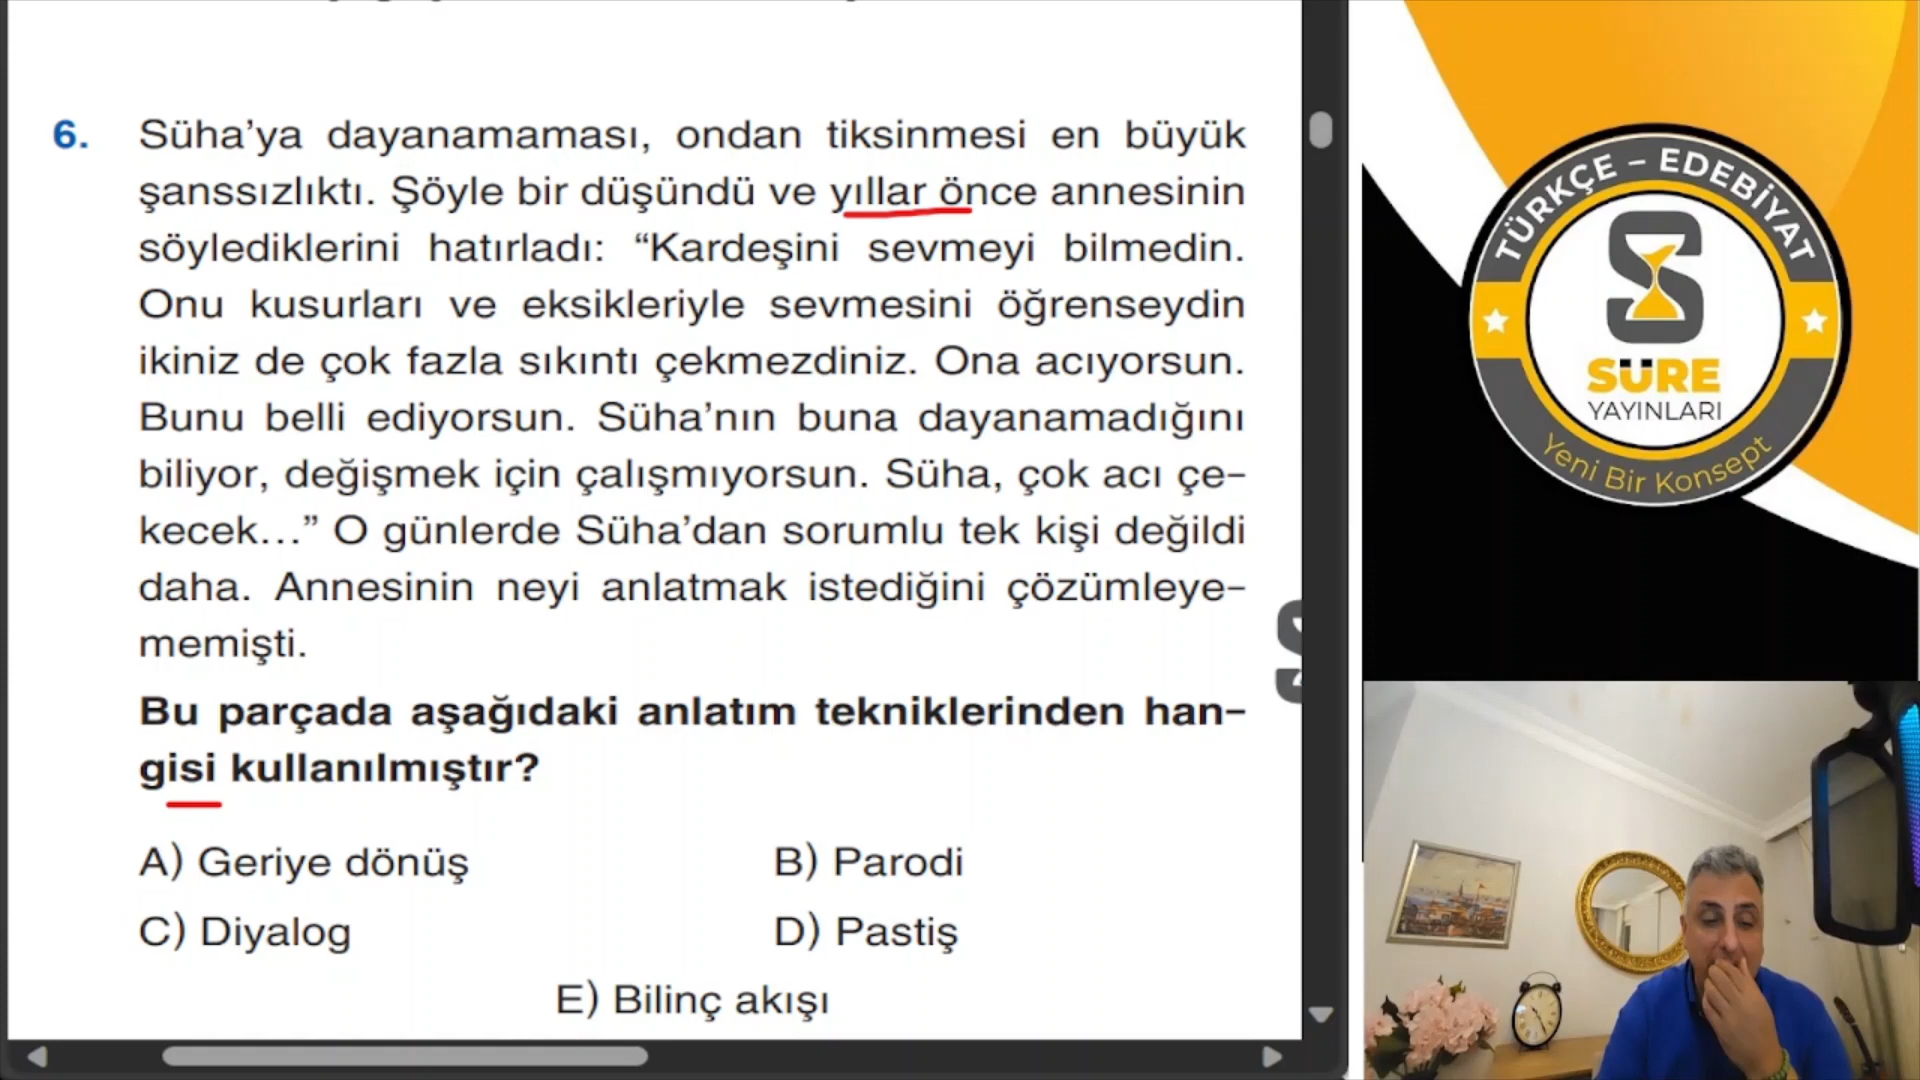 6. Süha’ya dayanamaması, ondan tiksinmesi en büyük
şanssızlıktı. Şöyle bir düşündü ve yıllar önce annesinin
söylediklerini hatırladı: “Kardeşini sevmeyi bilmedin.
Onu kusurları ve eksikleriyle sevmesini öğrenseydin
ikiniz de çok fazla sıkıntı çekmezdiniz. Ona acıyorsun.
Bunu belli ediyorsun. Süha’nın buna dayanamadığını
biliyor, değişmek için çalışmıyorsun. Süha, çok acı çe-
kecek...” O günlerde Süha’dan sorumlu tek kişi değildi
daha. Annesinin neyi anlatmak istediğini çözümleye-
memişti.
Bu parçada aşağıdaki anlatım tekniklerinden han-
gisi kullanılmıştır?
A) Geriye dönüş
B) Parodi
C) Diyalog
D) Pastiş
E) Bilinç akışı
TÜRKÇE – EDEBİYAT
SÜRE
YAYINLARI
Yeni Bir Konsept